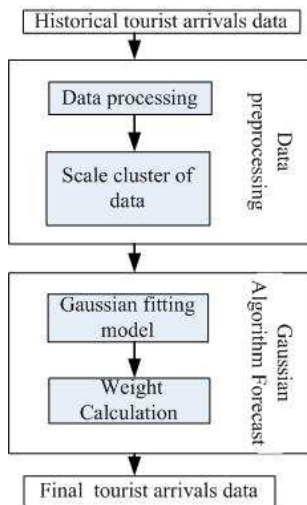 Historical tourist arrivals data
Data processing
Scale cluster of
data
Data
preprocessing
Gaussian fitting
model
Weight
Calculation
Gaussian
Algorithm Forecast
Final tourist arrivals data